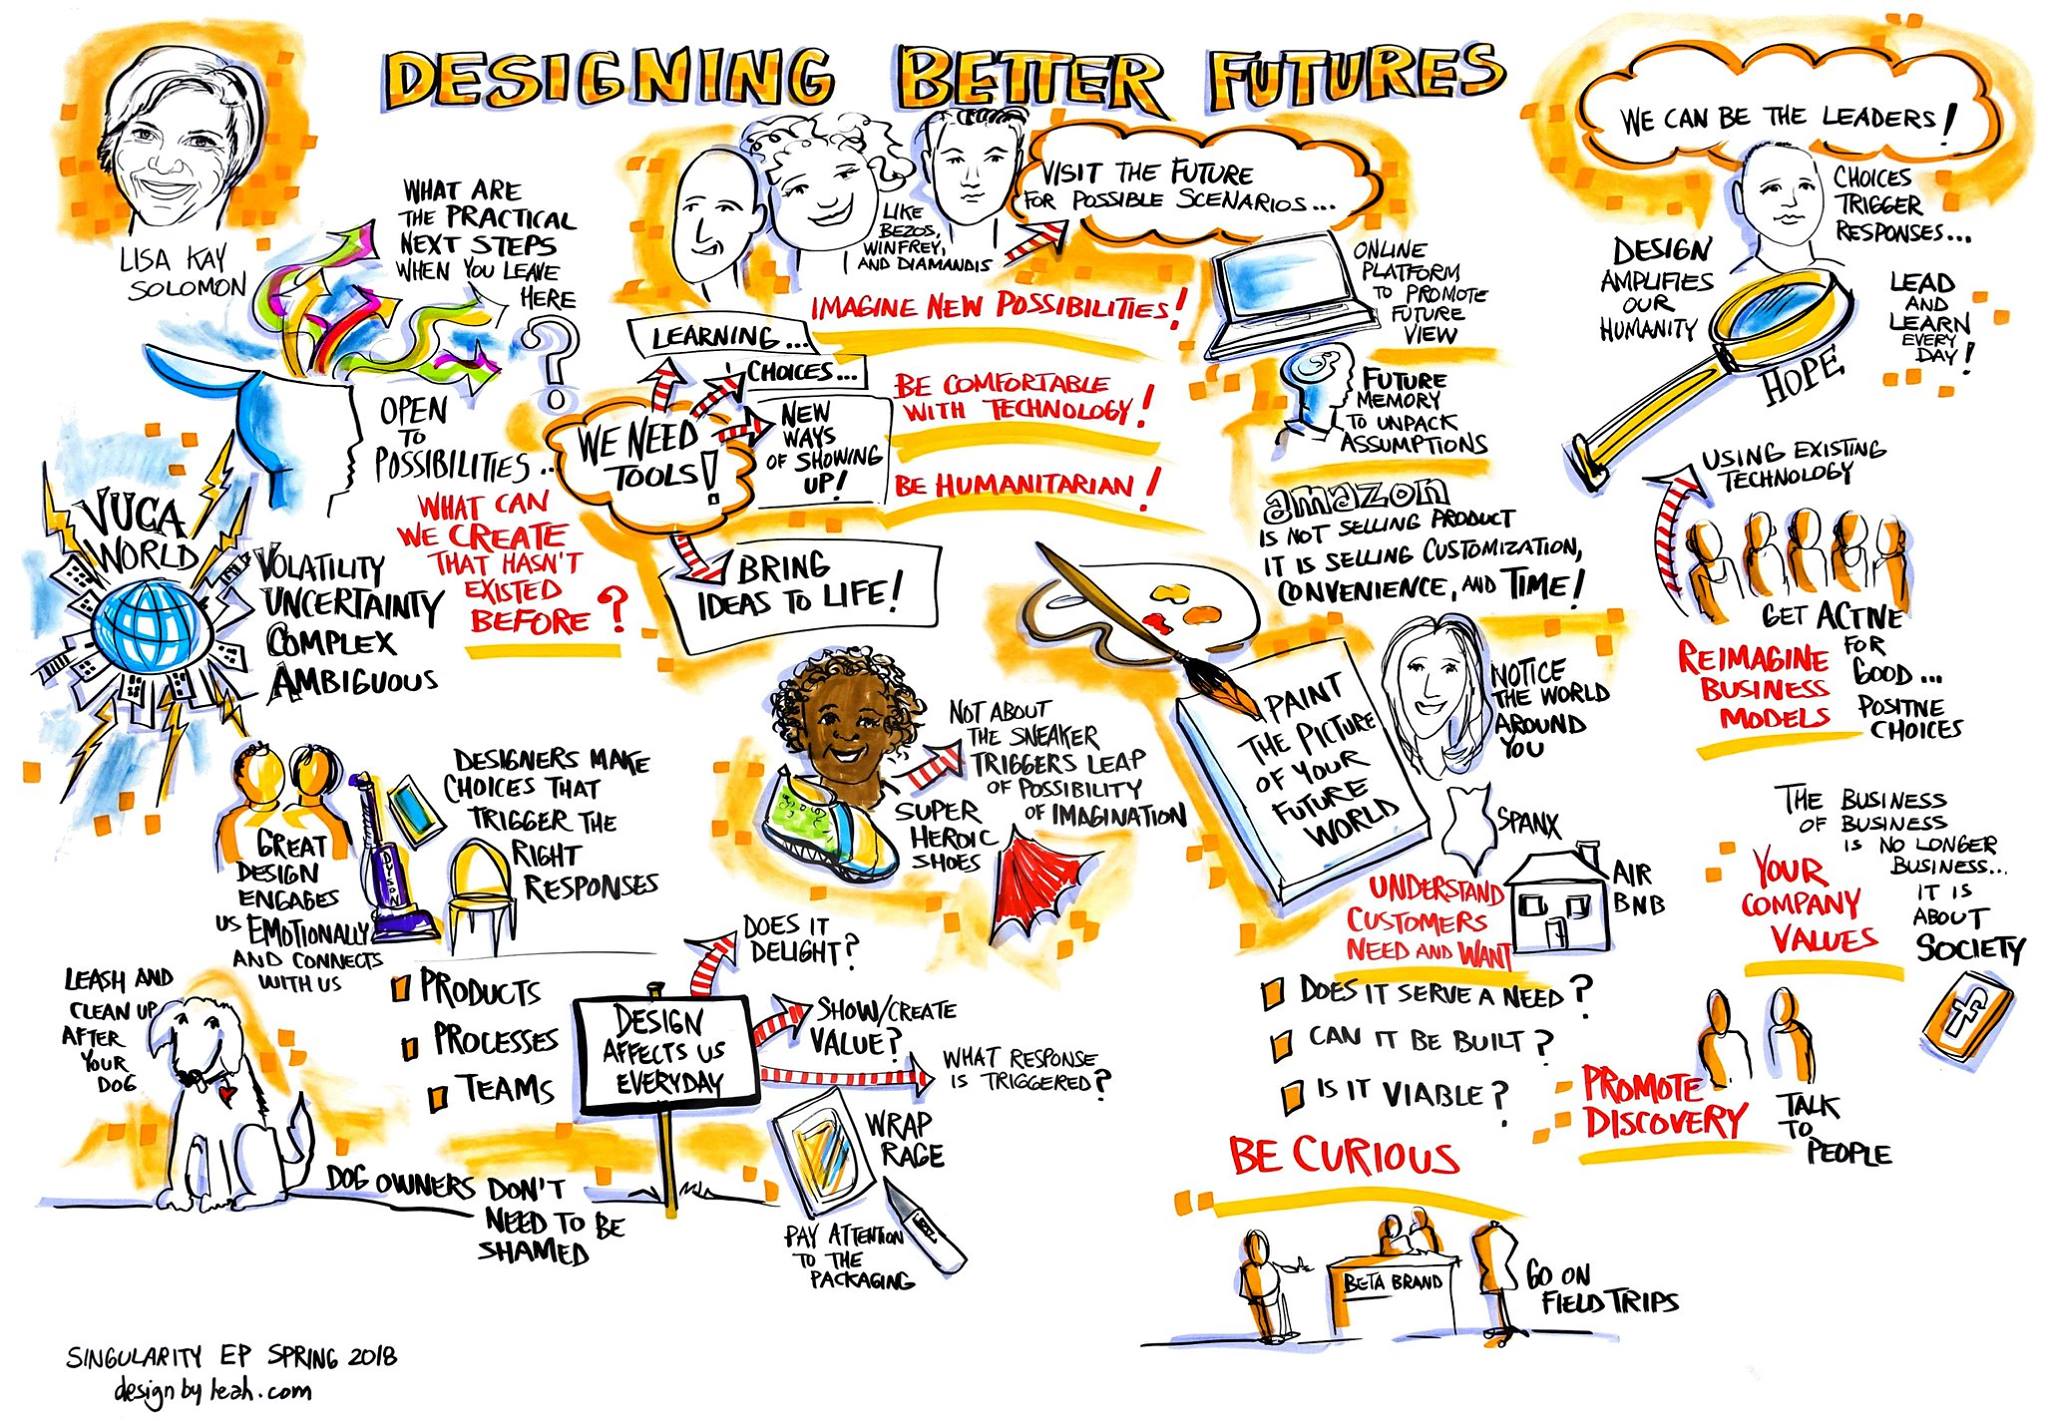 DESIGNING BETTER FUTURES
LISA KAY
SOLOMON
WHAT ARE
THE PRACTICAL
NEXT STEPS
WHEN YOU LEAVE
HERE
?
OPEN
TO
POSSIBILITIES...
VUCA
WORLD
VOLATILITY
UNCERTAINTY
COMPLEX
AMBIGUOUS
WHAT CAN
WE CREATE
THAT HASN'T
EXISTED
BEFORE?
WE NEED
TOOLS!
LEARNING...
CHOICES...
NEW
WAYS
OF SHOWING
UP!
BRING
IDEAS TO LIFE!
LIKE
BEZOS,
WINFREY,
AND DIAMANDIS
VISIT THE FUTURE
FOR POSSIBLE SCENARIOS...
IMAGINE NEW POSSIBILITIES!
BE COMFORTABLE
WITH TECHNOLOGY!
BE HUMANITARIAN!
ONLINE
PLATFORM
TO PROMOTE
FUTURE
VIEW
FUTURE
MEMORY
TO UNPACK
ASSUMPTIONS
amazon
IS NOT SELLING PRODUCT
IT IS SELLING CUSTOMIZATION,
CONVENIENCE, AND TIME!
WE CAN BE THE LEADERS!
CHOICES
TRIGGER
RESPONSES...
DESIGN
AMPLIFIES
OUR
HUMANITY
LEAD
AND
LEARN
EVERY
DAY!
HOPE
USING EXISTING
TECHNOLOGY
GET ACTIVE
FOR
GOOD...
POSITIVE
CHOICES
REIMAGINE
BUSINESS
MODELS
GREAT
DESIGN
ENGAGES
US EMOTIONALLY
AND CONNECTS
WITH US
DYSON
DESIGNERS MAKE
CHOICES THAT
TRIGGER THE
RIGHT
RESPONSES
SUPER
HEROIC
SHOES
NOT ABOUT
THE SNEAKER
TRIGGERS LEAP
OF POSSIBILITY
OF IMAGINATION
PAINT
THE PICTURE
OF YOUR
FUTURE
WORLD
NOTICE
THE WORLD
AROUND
YOU
SPANX
AIR
BNB
UNDERSTAND
CUSTOMERS
NEED AND WANT
DOES IT SERVE A NEED?
CAN IT BE BUILT?
IS IT VIABLE?
THE BUSINESS
OF BUSINESS
IS NO LONGER
BUSINESS...
IT IS
ABOUT
SOCIETY
YOUR
COMPANY
VALUES
f
PROMOTE
DISCOVERY
TALK
TO
PEOPLE
LEASH AND
CLEAN UP
AFTER
YOUR
DOG
DOG OWNERS DON'T
NEED TO BE
SHAMED
PRODUCTS
PROCESSES
TEAMS
DESIGN
AFFECTS US
EVERYDAY
DOES IT
DELIGHT?
SHOW/CREATE
VALUE?
WHAT RESPONSE
IS TRIGGERED?
WRAP
RAGE
PAY ATTENTION
TO THE
PACKAGING
BE CURIOUS
BETA BRAND
GO ON
FIELD TRIPS
SINGULARITY EP SPRING 2018
design by leah.com